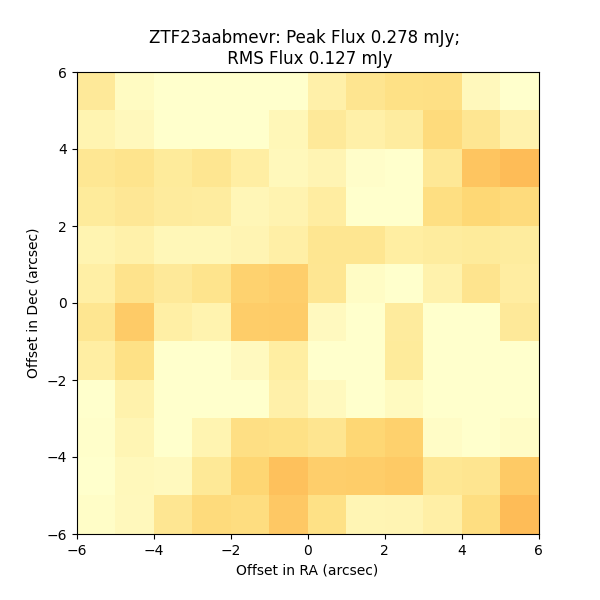 ZTF23aabmevr: Peak Flux 0.278 mJy;
RMS Flux 0.127 mJy
6
4
2
0
−2
−4
−6
Offset in Dec (arcsec)
−6 −4 −2 0 2 4 6
Offset in RA (arcsec)